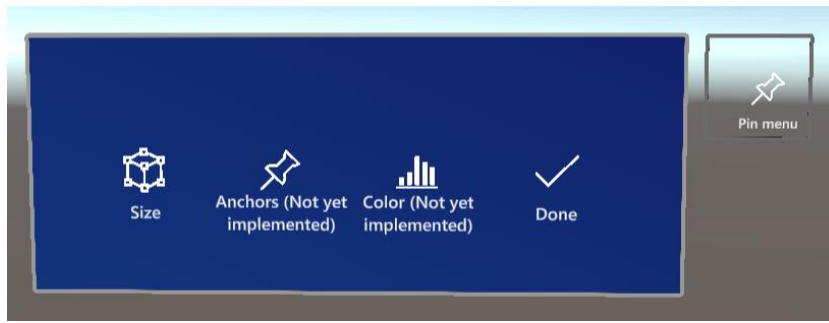 Pin menu
Size
Anchors (Not yet
implemented)
Color (Not yet
implemented)
Done